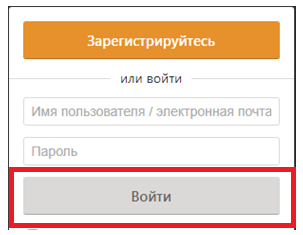 Зарегистрируйтесь
или войти
Имя пользователя / электронная почта
Пароль
Войти